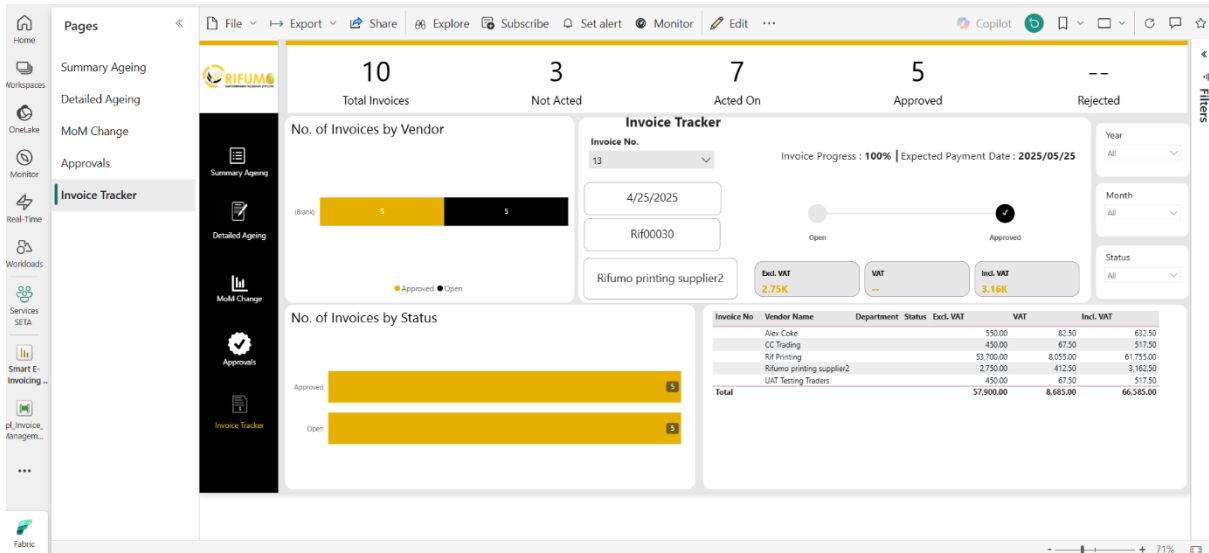 Home
Workspaces
OneLake
Monitor
Real-Time
Workloads
Services
SETA
Smart E-
Invoicing ..
pl_Invoice_
Managem...
Fabric
Pages
Summary Ageing
Detailed Ageing
MoM Change
Approvals
Invoice Tracker
File Export Share Explore Subscribe Set alert Monitor Edit ... Copilot
RIFUMO
Summary Ageing
Detailed Ageing
MoM Change
Approvals
Invoice Tracker
10 3 7 5 --
Total Invoices Not Acted Acted On Approved Rejected
No. of Invoices by Vendor
(Blank) 5 5
Approved Open
Invoice Tracker
Invoice No.
13
4/25/2025
Rif00030
Rifumo printing supplier2
Invoice Progress : 100% | Expected Payment Date : 2025/05/25
Open Approved
Excl. VAT VAT Incl. VAT
2.75K -- 3.16K
Year
All
Month
All
Status
All
Filters
No. of Invoices by Status
Approved 5
Open 5
Invoice No Vendor Name Department Status Excl. VAT VAT Incl. VAT
Alex Coke 550.00 82.50 632.50
CC Trading 450.00 67.50 517.50
Rif Printing 53,700.00 8,055.00 61,755.00
Rifumo printing supplier2 2,750.00 412.50 3,162.50
UAT Testing Traders 450.00 67.50 517.50
Total 57,900.00 8,685.00 66,585.00
- + 71%